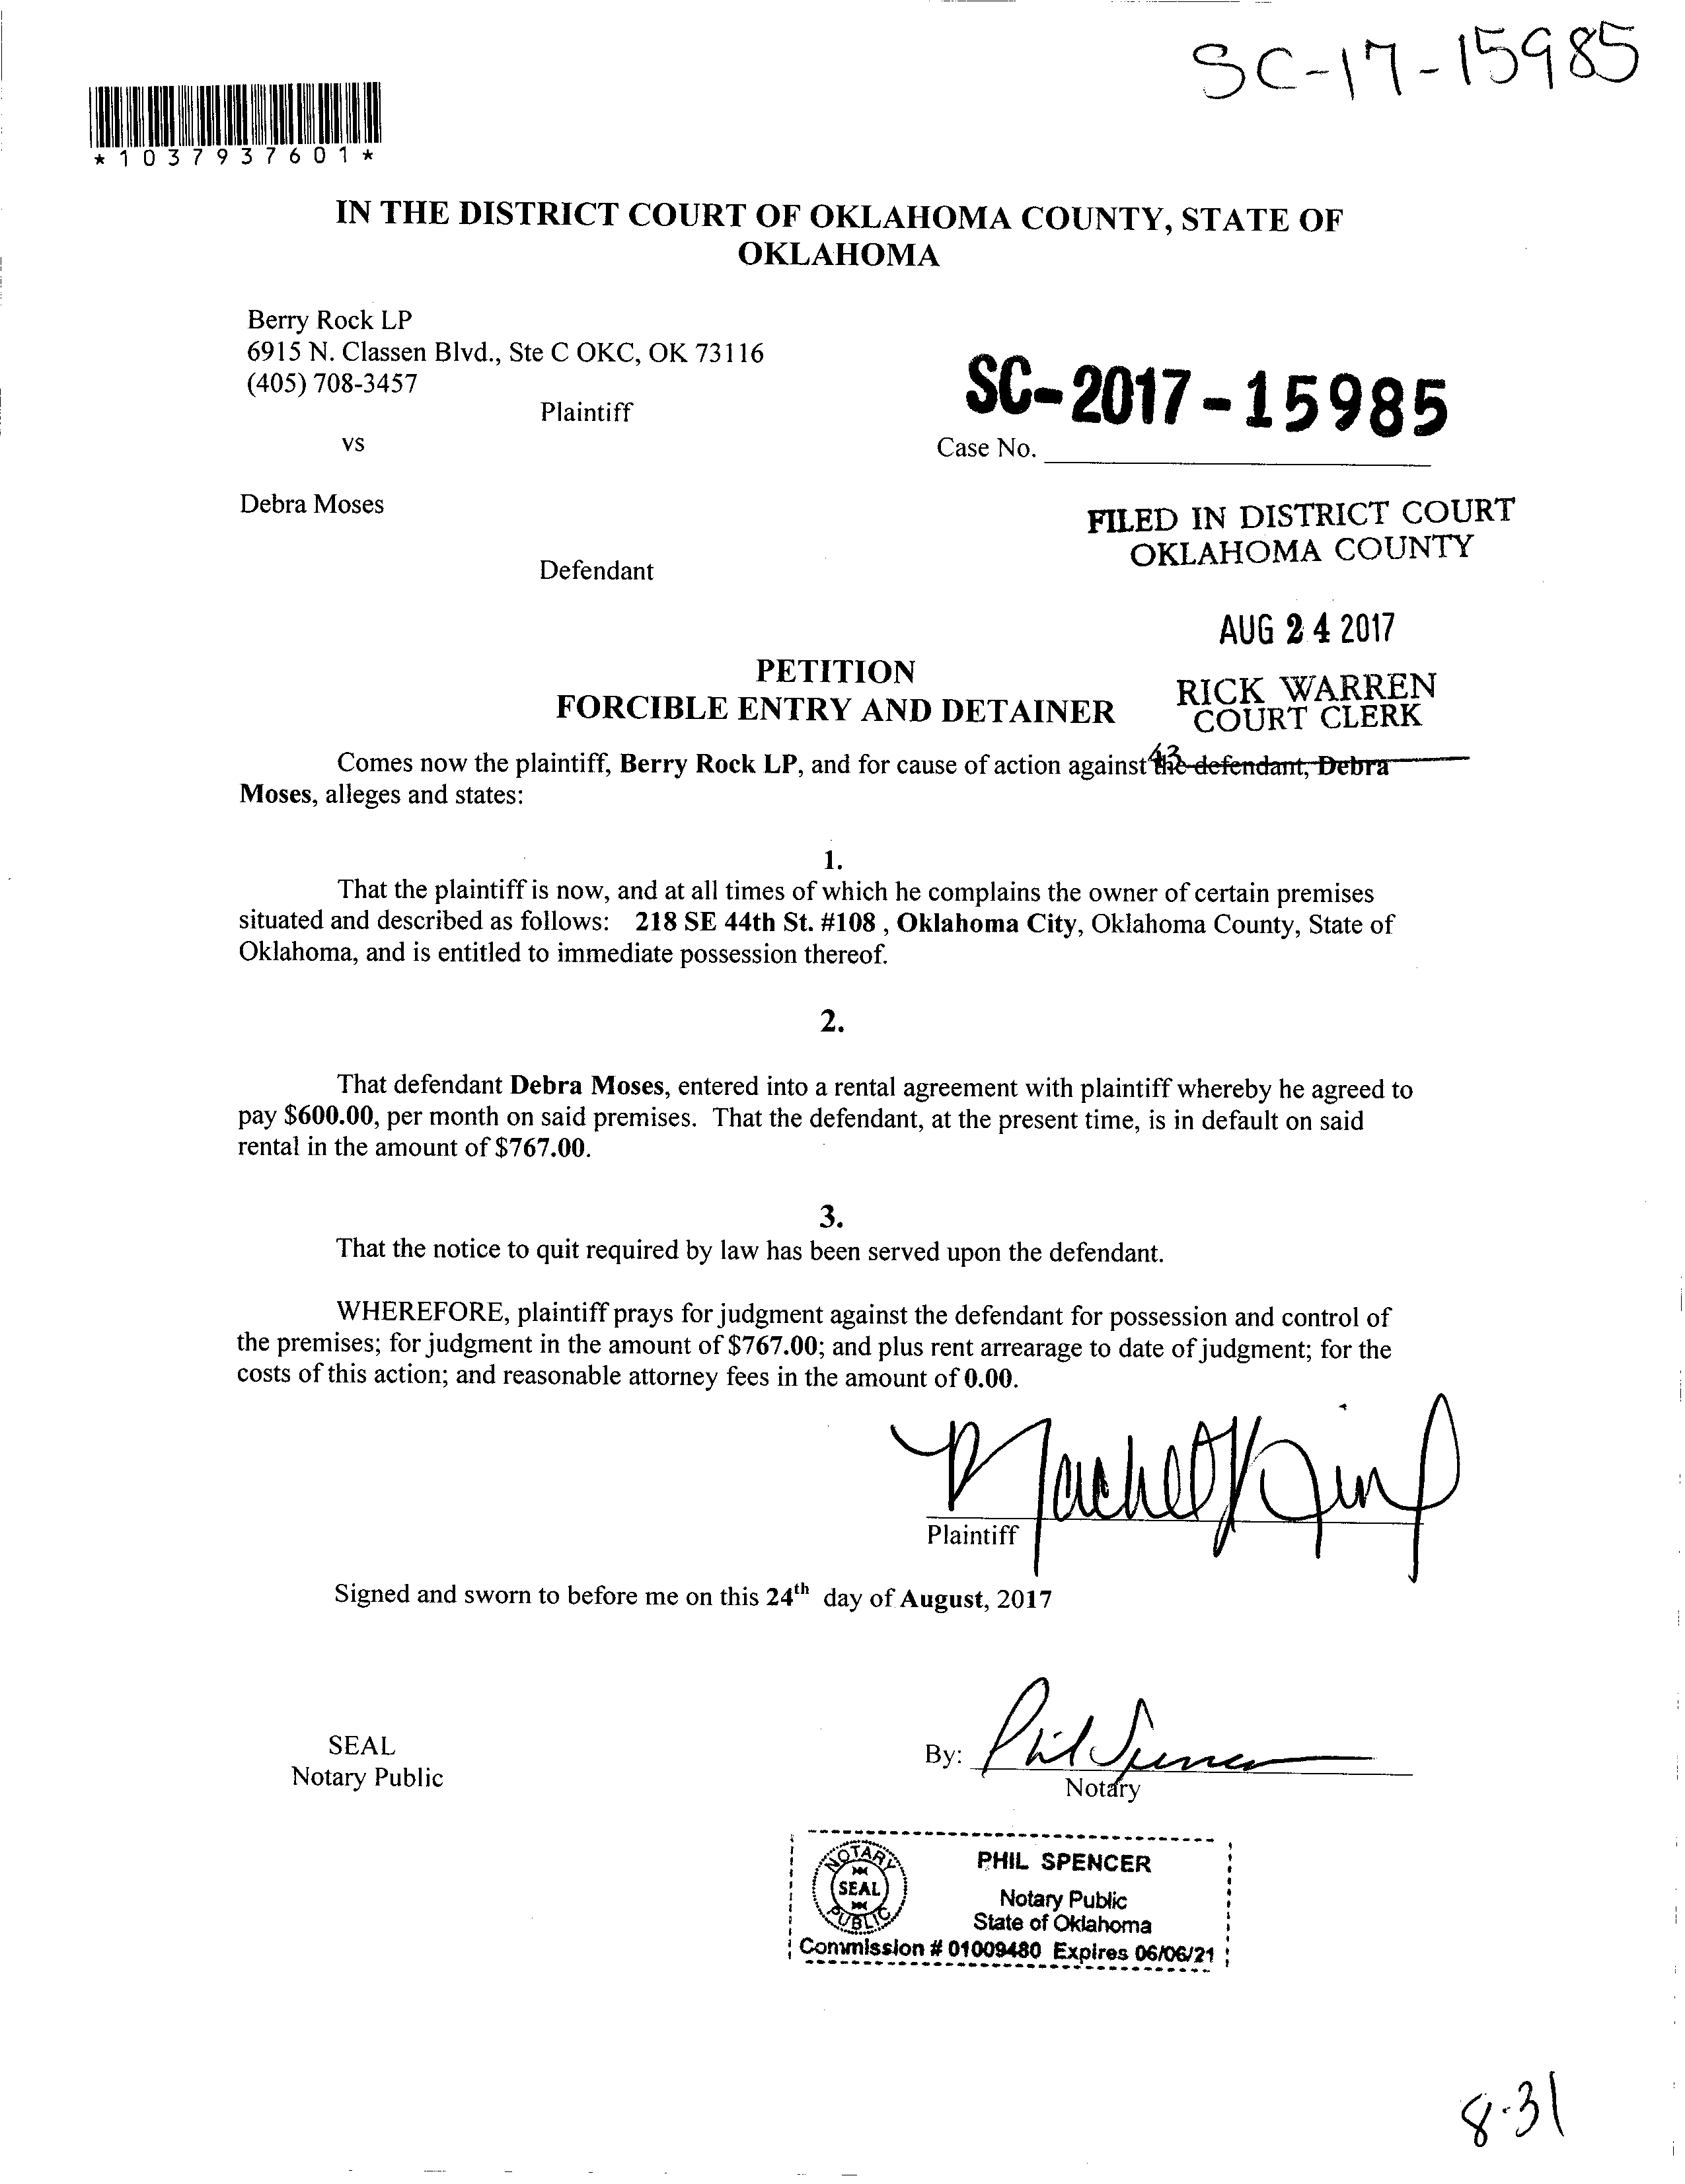 SC-17-15985
*1037937601*
IN THE DISTRICT COURT OF OKLAHOMA COUNTY, STATE OF
OKLAHOMA
Berry Rock LP
6915 N. Classen Blvd., Ste C OKC, OK 73116
(405) 708-3457
Plaintiff
vs
SC-2017-15985
Case No.
Debra Moses
FILED IN DISTRICT COURT
OKLAHOMA COUNTY
Defendant
AUG 24 2017
PETITION
FORCIBLE ENTRY AND DETAINER
RICK WARREN
COURT CLERK
43
Comes now the plaintiff, Berry Rock LP, and for cause of action against the defendant, Debra
Moses, alleges and states:
1.
That the plaintiff is now, and at all times of which he complains the owner of certain premises
situated and described as follows: 218 SE 44th St. #108 , Oklahoma City, Oklahoma County, State of
Oklahoma, and is entitled to immediate possession thereof.
2.
That defendant Debra Moses, entered into a rental agreement with plaintiff whereby he agreed to
pay $600.00, per month on said premises. That the defendant, at the present time, is in default on said
rental in the amount of $767.00.
3.
That the notice to quit required by law has been served upon the defendant.
WHEREFORE, plaintiff prays for judgment against the defendant for possession and control of
the premises; for judgment in the amount of $767.00; and plus rent arrearage to date of judgment; for the
costs of this action; and reasonable attorney fees in the amount of 0.00.
Plaintiff
Signed and sworn to before me on this 24th day of August, 2017
SEAL
Notary Public
By: Phil Spencer
Notary
NOTARY
SEAL
PUBLIC
PHIL SPENCER
Notary Public
State of Oklahoma
Commission # 01009480 Expires 06/06/21
8-31